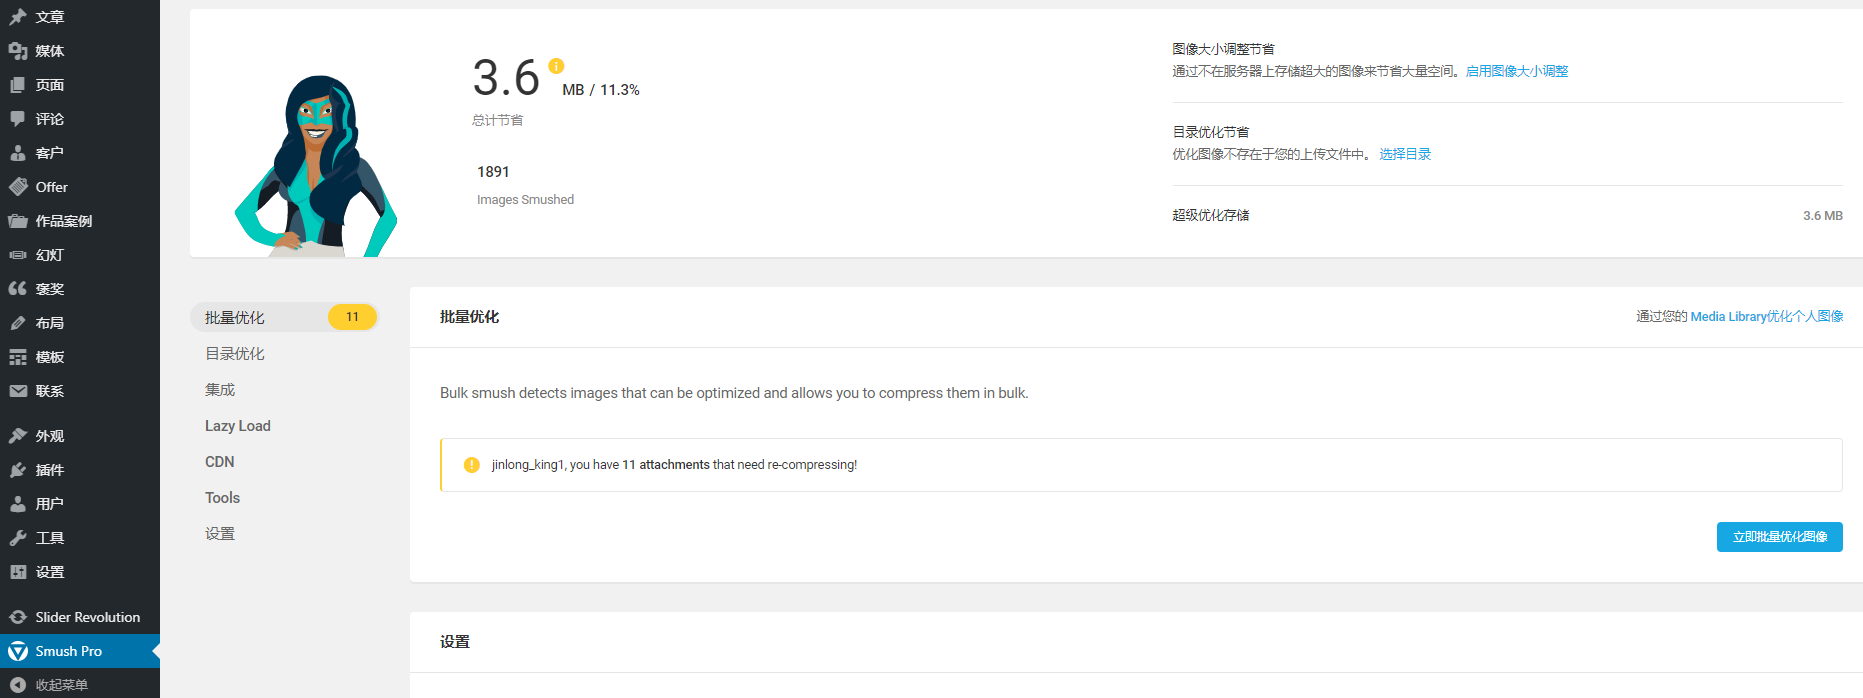 文章
媒体
页面
评论
客户
Offer
作品案例
幻灯
褒奖
布局
模板
联系
外观
插件
用户
工具
设置
Slider Revolution
Smush Pro
收起菜单
3.6 MB / 11.3%
总计节省
1891
Images Smushed
图像大小调整节省
通过不在服务器上存储超大的图像来节省大量空间。启用图像大小调整
目录优化节省
优化图像不存在于您的上传文件中。 选择目录
超级优化存储 3.6 MB
批量优化 11
目录优化
集成
Lazy Load
CDN
Tools
设置
批量优化 通过您的 Media Library优化个人图像
Bulk smush detects images that can be optimized and allows you to compress them in bulk.
jinlong_king1, you have 11 attachments that need re-compressing!
立即批量优化图像
设置